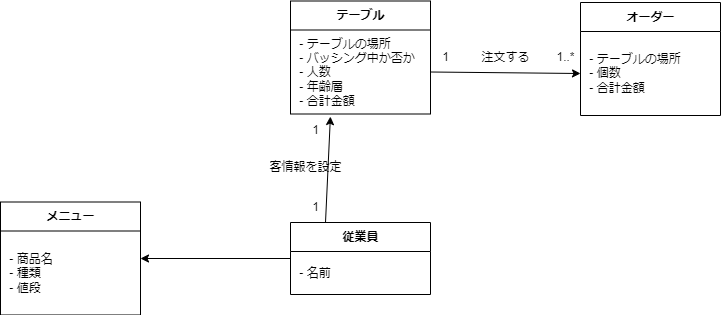 テーブル
- テーブルの場所
- バッシング中か否か
- 人数
- 年齢層
- 合計金額
1
注文する
1..*
オーダー
- テーブルの場所
- 個数
- 合計金額
1
客情報を設定
1
従業員
- 名前
メニュー
- 商品名
- 種類
- 値段